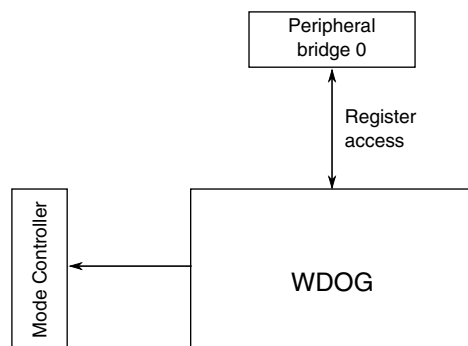 Peripheral
bridge 0
Register
access
Mode Controller
WDOG